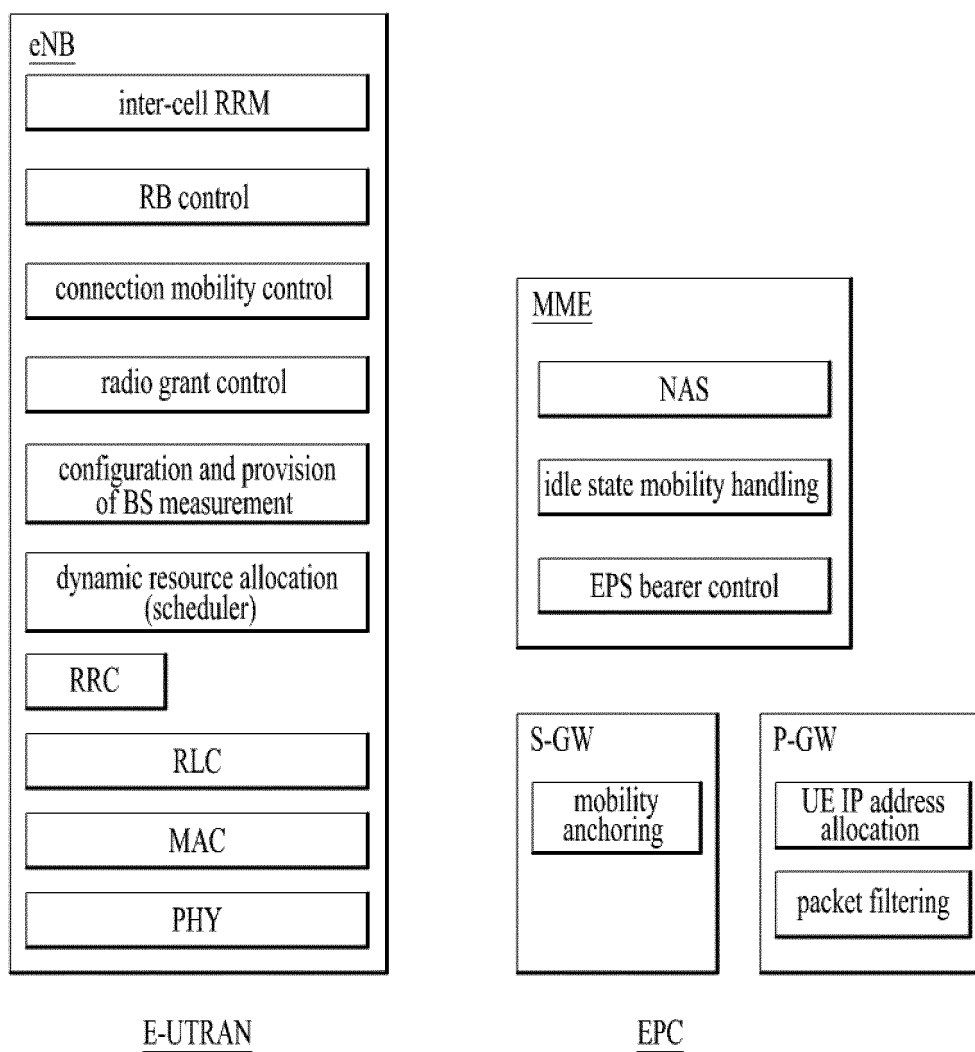 eNB
inter-cell RRM
RB control
connection mobility control
radio grant control
configuration and provision
of BS measurement
dynamic resource allocation
(scheduler)
RRC
RLC
MAC
PHY
E-UTRAN
MME
NAS
idle state mobility handling
EPS bearer control
S-GW
mobility
anchoring
P-GW
UE IP address
allocation
packet filtering
EPC